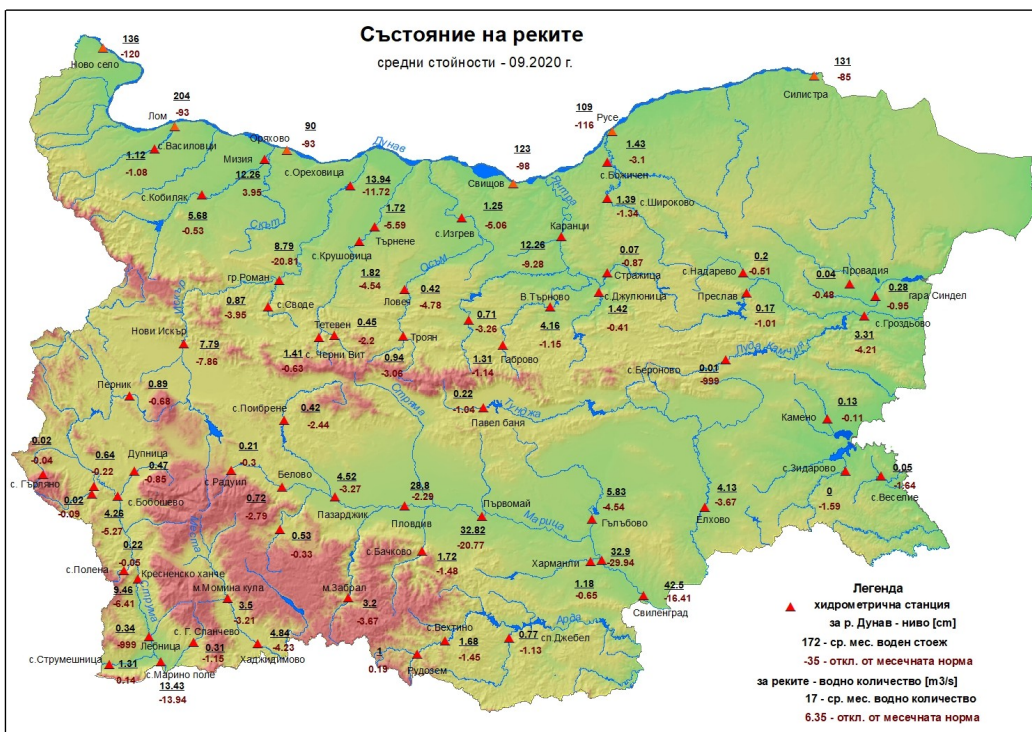 Състояние на реките
средни стойности - 09.2020 г.
136
-120
Ново село
131
-85
Силистра
204
-93
Лом
109
-116
Русе
90
-93
Оряхово
Дунав
123
-98
Свищов
с.Василовци
1.12
-1.08
Мизия
12.26
3.95
с.Ореховица
13.94
-11.72
1.43
-3.1
с.Божичен
Янтра
с.Кобиляк
5.68
-0.53
Скът
1.72
-5.59
Търнене
1.25
-5.06
с.Изгрев
1.39
-1.34
с.Широково
Каранци
12.26
-9.28
8.79
-20.81
гр.Роман
с.Крушовица
1.82
-4.54
Осъм
0.07
-0.87
Стражица
с.Надарево
0.2
-0.51
0.04
-0.48
Провадия
0.28
-0.95
гара Синдел
Искър
0.87
-3.95
с.Своде
Ловеч
0.42
-4.78
В.Търново
4.16
-1.15
с.Джулюница
1.42
-0.41
Преслав
0.17
-1.01
с.Гроздьово
3.31
-4.21
Нови Искър
7.79
-7.86
Тетевен
0.45
-2.2
1.41
-0.63
с. Черни Вит
Троян
0.94
-3.06
0.71
-3.26
1.31
-1.14
Габрово
Луда Камчия
с.Бероново
0.01
-999
Перник
0.89
-0.68
с.Поибрене
0.42
-2.44
Стряма
0.22
-1.04
Тунджа
Павел баня
0.13
-0.11
Камено
0.02
-0.04
с. Гърляно
0.64
-0.22
Дупница
0.47
-0.85
0.21
-0.3
с.Радуил
Белово
0.72
-2.79
4.52
-3.27
Пазарджик
28.8
-2.29
Пловдив
Първомай
32.82
-20.77
Марица
5.83
-4.54
Гълъбово
4.13
-3.67
Елхово
с.Зидарово
0
-1.59
0.05
-1.64
с.Веселие
0.02
-0.09
с.Бобошево
4.26
-5.27
0.53
-0.33
Места
с.Бачково
1.72
-1.48
Харманли
1.18
-0.65
32.9
-29.94
42.5
-16.41
Свиленград
0.22
-0.05
с.Полена
Кресненско ханче
9.46
-6.41
Струма
м.Момина кула
3.5
-3.21
м.Забрал
3.2
-3.67
Арда
0.34
-999
Лебница
с. Г. Спанчево
0.31
-1.15
4.84
-4.23
Хаджидимово
с.Вехтино
1.68
-1.45
0.77
-1.13
сп.Джебел
1
0.19
Рудозем
с.Струмешница
1.31
0.14
с.Марино поле
13.43
-13.94
Легенда
хидрометрична станция
за р. Дунав - ниво [cm]
172 - ср. мес. воден стоеж
-35 - откл. от месечната норма
за реките - водно количество [m3/s]
17 - ср. мес. водно количество
6.35 - откл. от месечната норма